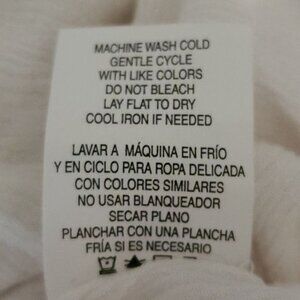 MACHINE WASH COLD
GENTLE CYCLE
WITH LIKE COLORS
DO NOT BLEACH
LAY FLAT TO DRY
COOL IRON IF NEEDED
LAVAR A MÁQUINA EN FRÍO
Y EN CICLO PARA ROPA DELICADA
CON COLORES SIMILARES
NO USAR BLANQUEADOR
SECAR PLANO
PLANCHAR CON UNA PLANCHA
FRÍA SI ES NECESARIO